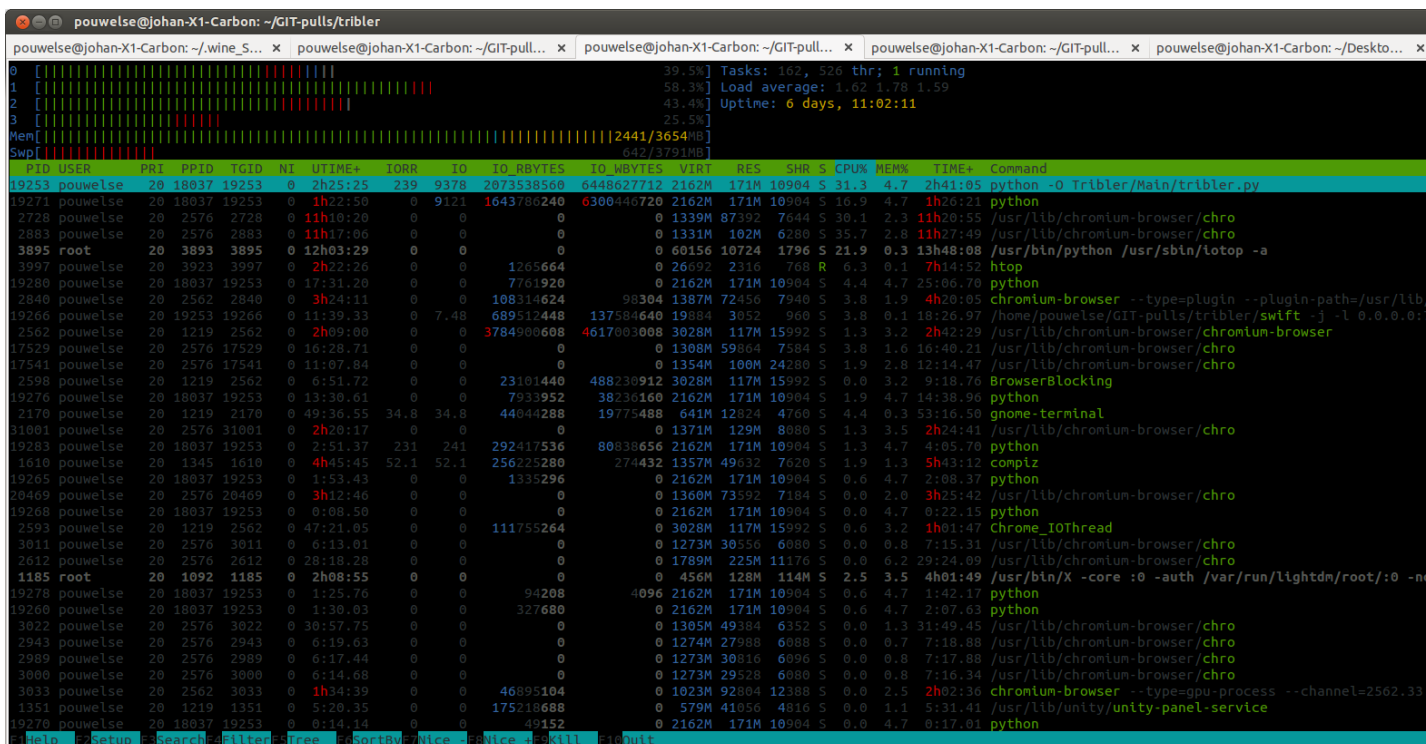 pouwelse@johan-X1-Carbon: ~/GIT-pulls/tribler
pouwelse@johan-X1-Carbon: ~/.wine_S... × pouwelse@johan-X1-Carbon: ~/GIT-pull... × pouwelse@johan-X1-Carbon: ~/GIT-pull... × pouwelse@johan-X1-Carbon: ~/GIT-pull... × pouwelse@johan-X1-Carbon: ~/Deskto... ×
0 [ 39.5%] Tasks: 162, 526 thr; 1 running
1 [ 58.3%] Load average: 1.62 1.78 1.59
2 [ 43.4%] Uptime: 6 days, 11:02:11
3 [ 25.5%]
Mem[ 2441/3654MB]
Swp[ 642/3791MB]
PID USER PRI PPID TGID NI UTIME+ IORR IO IO_RBYTES IO_WBYTES VIRT RES SHR S CPU% MEM% TIME+ Command
19253 pouwelse 20 18037 19253 0 2h25:25 239 9378 2073538560 6448627712 2162M 171M 10904 S 31.3 4.7 2h41:05 python -O Tribler/Main/tribler.py
19271 pouwelse 20 18037 19253 0 1h22:50 0 9121 1643786240 6300446720 2162M 171M 10904 S 16.9 4.7 1h26:21 python
2728 pouwelse 20 2576 2728 0 11h10:20 0 0 0 0 1339M 87392 7644 S 30.1 2.3 11h20:55 /usr/lib/chromium-browser/chro
2883 pouwelse 20 2576 2883 0 11h17:06 0 0 0 0 1331M 102M 6280 S 35.7 2.8 11h27:49 /usr/lib/chromium-browser/chro
3895 root 20 3893 3895 0 12h03:29 0 0 0 0 60156 10724 1796 S 21.9 0.3 13h48:08 /usr/bin/python /usr/sbin/iotop -a
3997 pouwelse 20 3923 3997 0 2h22:26 0 0 1265664 0 26692 2316 768 R 6.3 0.1 7h14:52 htop
19280 pouwelse 20 18037 19253 0 17:31.20 0 0 7761920 0 2162M 171M 10904 S 4.4 4.7 25:06.70 python
2840 pouwelse 20 2562 2840 0 3h24:11 0 0 108314624 98304 1387M 72456 7940 S 3.8 1.9 4h20:05 chromium-browser --type=plugin --plugin-path=/usr/lib/
19266 pouwelse 20 19253 19266 0 11:39.33 0 7.48 689512448 137584640 19884 3052 960 S 3.8 0.1 18:26.97 /home/pouwelse/GIT-pulls/tribler/swift -j -l 0.0.0.0:
2562 pouwelse 20 1219 2562 0 2h09:00 0 0 3784900608 4617003008 3028M 117M 15992 S 1.3 3.2 2h42:29 /usr/lib/chromium-browser/chromium-browser
17529 pouwelse 20 2576 17529 0 16:28.71 0 0 0 0 1308M 59864 7584 S 3.8 1.6 16:40.21 /usr/lib/chromium-browser/chro
17541 pouwelse 20 2576 17541 0 11:07.84 0 0 0 0 1354M 100M 24280 S 1.9 2.8 12:14.47 /usr/lib/chromium-browser/chro
2598 pouwelse 20 1219 2562 0 6:51.72 0 0 23101440 488230912 3028M 117M 15992 S 0.0 3.2 9:18.76 BrowserBlocking
19276 pouwelse 20 18037 19253 0 11:30.61 0 0 7933952 38236160 2162M 171M 10904 S 1.9 4.7 14:38.96 python
2170 pouwelse 20 1219 2170 0 49:36.55 34.8 34.8 44044288 19775488 641M 12824 4760 S 4.4 0.3 53:16.50 gnome-terminal
31001 pouwelse 20 2576 31001 0 2h20:17 0 0 0 0 1371M 129M 8080 S 1.3 3.5 2h24:41 /usr/lib/chromium-browser/chro
19283 pouwelse 20 18037 19253 0 2:51.37 231 241 292417536 80838656 2162M 171M 10904 S 1.3 4.7 4:05.70 python
1610 pouwelse 20 1345 1610 0 4h45:45 52.1 52.1 256225280 274432 1357M 49632 7620 S 1.9 1.3 5h43:12 compiz
19265 pouwelse 20 18037 19253 0 1:53.43 0 0 1335296 0 2162M 171M 10904 S 0.6 4.7 2:08.37 python
20469 pouwelse 20 2576 20469 0 3h12:46 0 0 0 0 1360M 73592 7184 S 0.0 2.0 3h25:42 /usr/lib/chromium-browser/chro
19268 pouwelse 20 18037 19253 0 0:08.50 0 0 0 0 2162M 171M 10904 S 0.0 4.7 0:22.15 python
2593 pouwelse 20 1219 2562 0 47:21.05 0 0 111755264 0 3028M 117M 15992 S 0.6 3.2 1h01:47 Chrome_IOThread
3011 pouwelse 20 2576 3011 0 6:13.01 0 0 0 0 1273M 30556 6080 S 0.0 0.8 7:15.31 /usr/lib/chromium-browser/chro
2612 pouwelse 20 2576 2612 0 28:18.28 0 0 0 0 1789M 225M 11176 S 0.0 6.2 29:24.09 /usr/lib/chromium-browser/chro
1185 root 20 1092 1185 0 2h08:55 0 0 0 0 456M 128M 114M S 2.5 3.5 4h01:49 /usr/bin/X -core :0 -auth /var/run/lightdm/root/:0 -no
19278 pouwelse 20 18037 19253 0 1:25.76 0 0 94208 4096 2162M 171M 10904 S 0.6 4.7 1:42.17 python
19260 pouwelse 20 18037 19253 0 1:30.03 0 0 327680 0 2162M 171M 10904 S 0.6 4.7 2:07.63 python
3022 pouwelse 20 2576 3022 0 30:57.75 0 0 0 0 1305M 49384 6352 S 0.0 1.3 31:49.45 /usr/lib/chromium-browser/chro
2943 pouwelse 20 2576 2943 0 6:19.63 0 0 0 0 1274M 27988 6088 S 0.0 0.7 7:18.88 /usr/lib/chromium-browser/chro
2989 pouwelse 20 2576 2989 0 6:17.44 0 0 0 0 1273M 30816 6096 S 0.0 0.8 7:17.88 /usr/lib/chromium-browser/chro
3000 pouwelse 20 2576 3000 0 6:14.68 0 0 0 0 1273M 29528 6080 S 0.0 0.8 7:16.34 /usr/lib/chromium-browser/chro
3033 pouwelse 20 2562 3033 0 1h34:39 0 0 46895104 0 1023M 92804 12388 S 0.0 2.5 2h02:36 chromium-browser --type=gpu-process --channel=2562.33
1351 pouwelse 20 1219 1351 0 5:20.35 0 0 175218688 0 579M 41056 4816 S 0.0 1.1 5:31.41 /usr/lib/unity/unity-panel-service
19270 pouwelse 20 18037 19253 0 0:14.14 0 0 49152 0 2162M 171M 10904 S 0.0 4.7 0:17.01 python
F1Help F2Setup F3SearchF4FilterF5Tree F6SortByF7Nice -F8Nice +F9Kill F10Quit